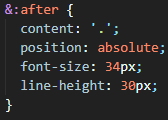 &:after {
content: '.';
position: absolute;
font-size: 34px;
line-height: 30px;
}